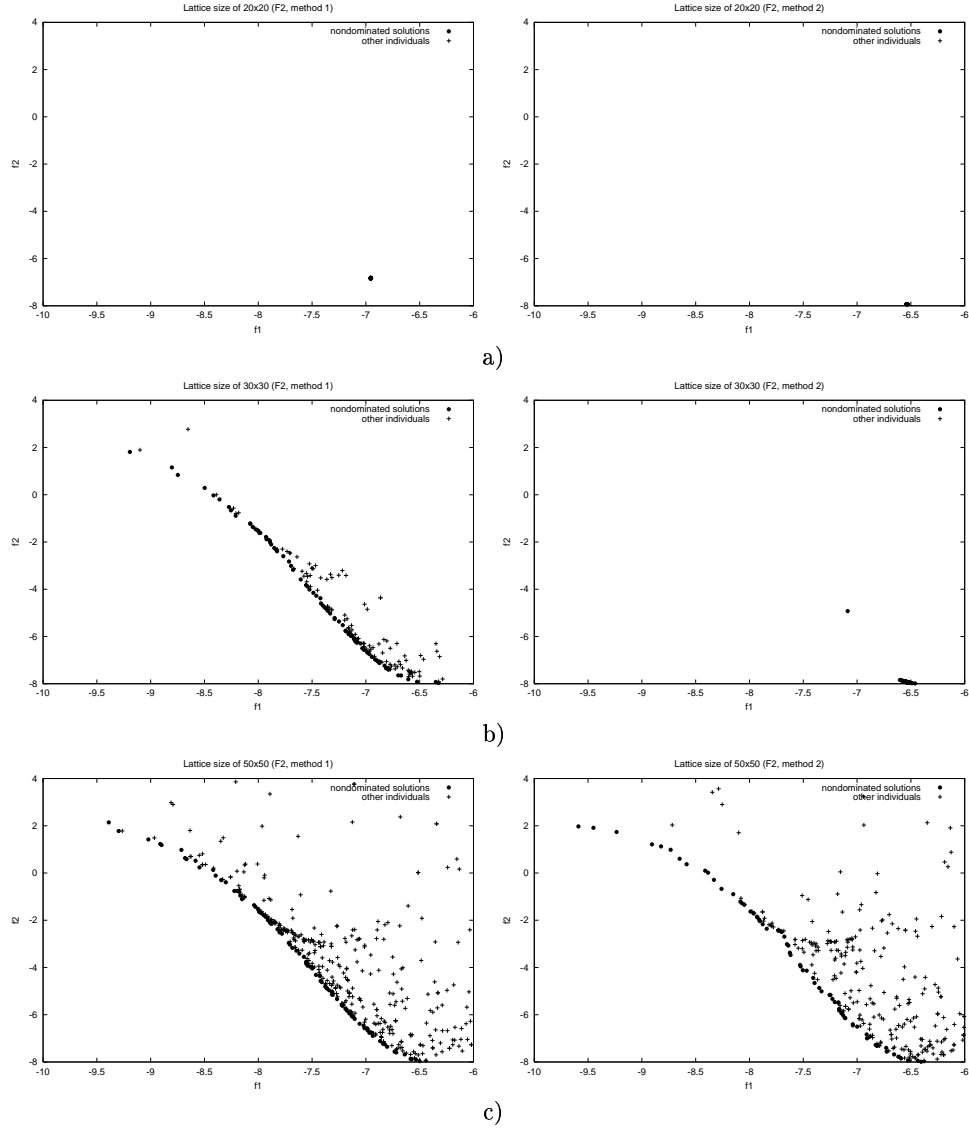 Lattice size of 20x20 (F2, method 1)
nondominated solutions
other individuals
4
2
0
-2
-4
-6
-8
f2
-10 -9.5 -9 -8.5 -8 -7.5 -7 -6.5 -6
f1
Lattice size of 20x20 (F2, method 2)
nondominated solutions
other individuals
4
2
0
-2
-4
-6
-8
f2
-10 -9.5 -9 -8.5 -8 -7.5 -7 -6.5 -6
f1
a)
Lattice size of 30x30 (F2, method 1)
nondominated solutions
other individuals
4
2
0
-2
-4
-6
-8
f2
-10 -9.5 -9 -8.5 -8 -7.5 -7 -6.5 -6
f1
Lattice size of 30x30 (F2, method 2)
nondominated solutions
other individuals
4
2
0
-2
-4
-6
-8
f2
-10 -9.5 -9 -8.5 -8 -7.5 -7 -6.5 -6
f1
b)
Lattice size of 50x50 (F2, method 1)
nondominated solutions
other individuals
4
2
0
-2
-4
-6
-8
f2
-10 -9.5 -9 -8.5 -8 -7.5 -7 -6.5 -6
f1
Lattice size of 50x50 (F2, method 2)
nondominated solutions
other individuals
4
2
0
-2
-4
-6
-8
f2
-10 -9.5 -9 -8.5 -8 -7.5 -7 -6.5 -6
f1
c)